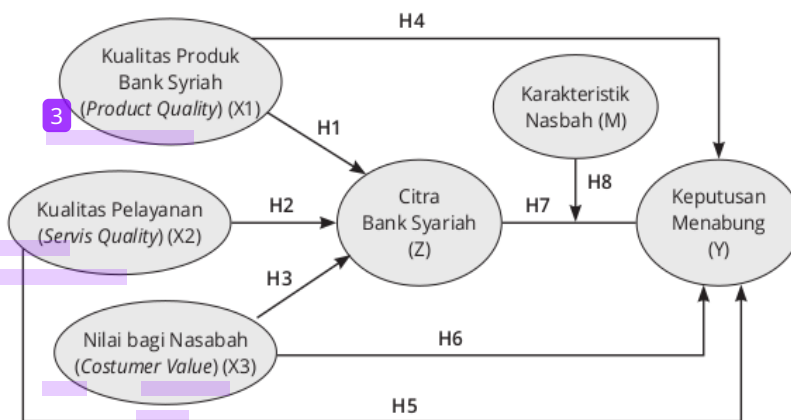 H4
Kualitas Produk
Bank Syriah
(Product Quality) (X1)
3
Karakteristik
Nasbah (M)
H1
H8
Kualitas Pelayanan
(Servis Quality) (X2)
H2
Citra
Bank Syariah
(Z)
H7
Keputusan
Menabung
(Y)
H3
Nilai bagi Nasabah
(Costumer Value) (X3)
H6
H5